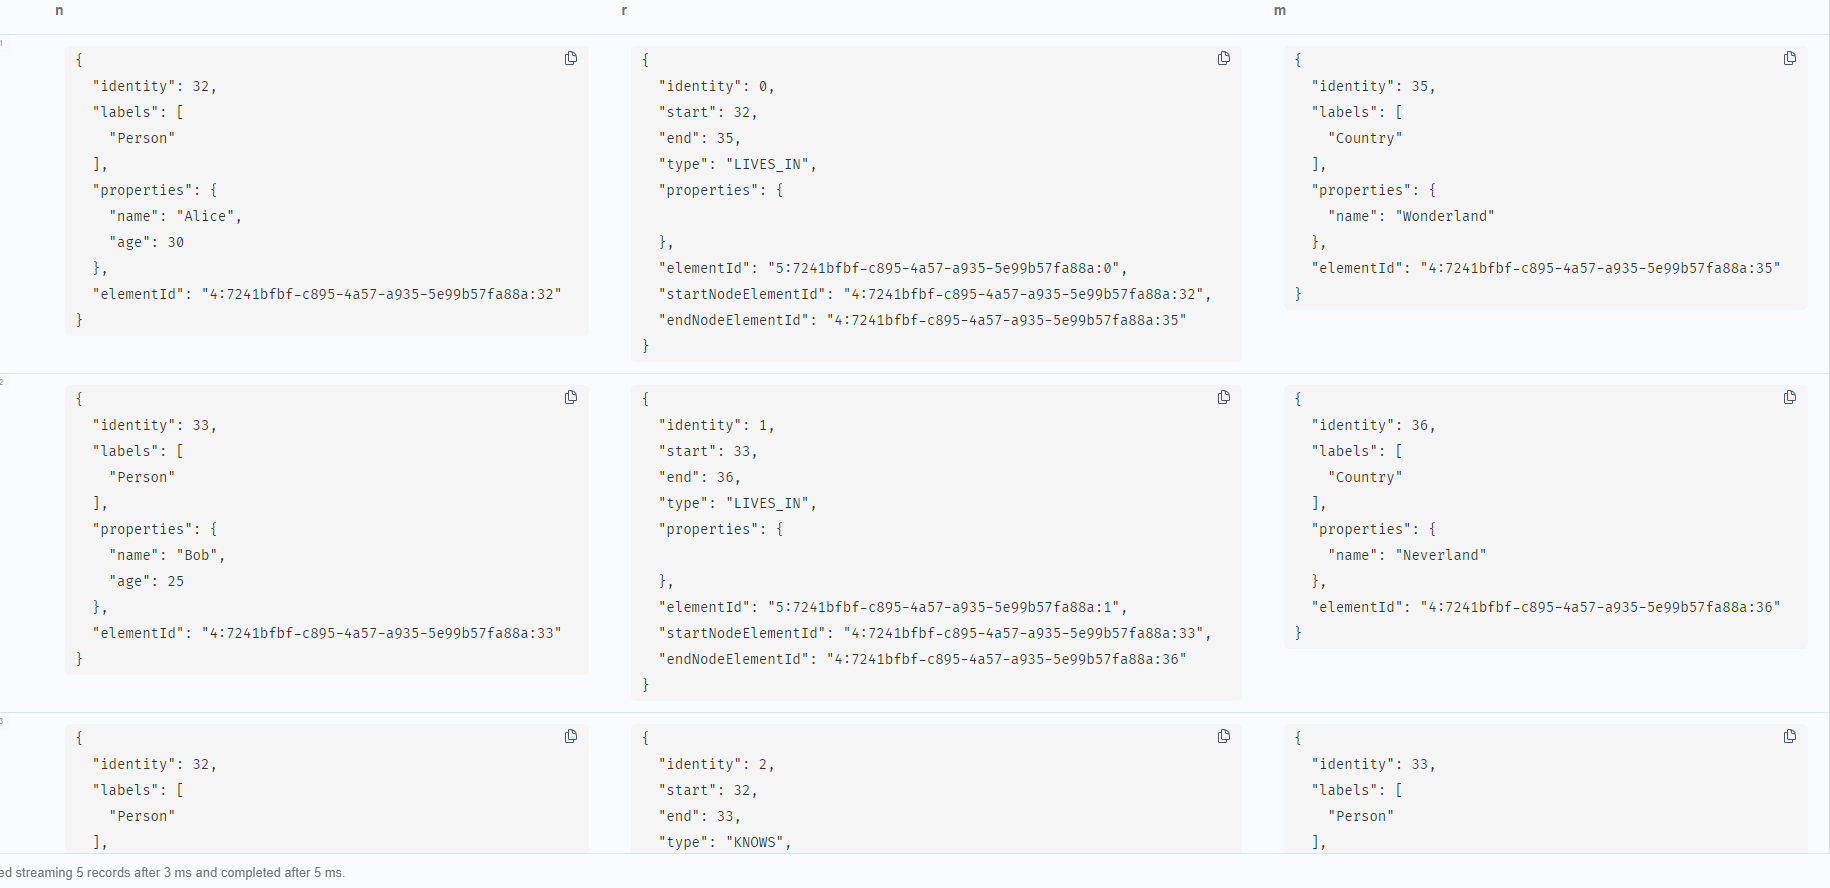 n r m
1
{
"identity": 32,
"labels": [
"Person"
],
"properties": {
"name": "Alice",
"age": 30
},
"elementId": "4:7241bfbf-c895-4a57-a935-5e99b57fa88a:32"
}
{
"identity": 0,
"start": 32,
"end": 35,
"type": "LIVES_IN",
"properties": {
},
"elementId": "5:7241bfbf-c895-4a57-a935-5e99b57fa88a:0",
"startNodeElementId": "4:7241bfbf-c895-4a57-a935-5e99b57fa88a:32",
"endNodeElementId": "4:7241bfbf-c895-4a57-a935-5e99b57fa88a:35"
}
{
"identity": 35,
"labels": [
"Country"
],
"properties": {
"name": "Wonderland"
},
"elementId": "4:7241bfbf-c895-4a57-a935-5e99b57fa88a:35"
}
2
{
"identity": 33,
"labels": [
"Person"
],
"properties": {
"name": "Bob",
"age": 25
},
"elementId": "4:7241bfbf-c895-4a57-a935-5e99b57fa88a:33"
}
{
"identity": 1,
"start": 33,
"end": 36,
"type": "LIVES_IN",
"properties": {
},
"elementId": "5:7241bfbf-c895-4a57-a935-5e99b57fa88a:1",
"startNodeElementId": "4:7241bfbf-c895-4a57-a935-5e99b57fa88a:33",
"endNodeElementId": "4:7241bfbf-c895-4a57-a935-5e99b57fa88a:36"
}
{
"identity": 36,
"labels": [
"Country"
],
"properties": {
"name": "Neverland"
},
"elementId": "4:7241bfbf-c895-4a57-a935-5e99b57fa88a:36"
}
3
{
"identity": 32,
"labels": [
"Person"
],
{
"identity": 2,
"start": 32,
"end": 33,
"type": "KNOWS",
{
"identity": 33,
"labels": [
"Person"
],
ed streaming 5 records after 3 ms and completed after 5 ms.